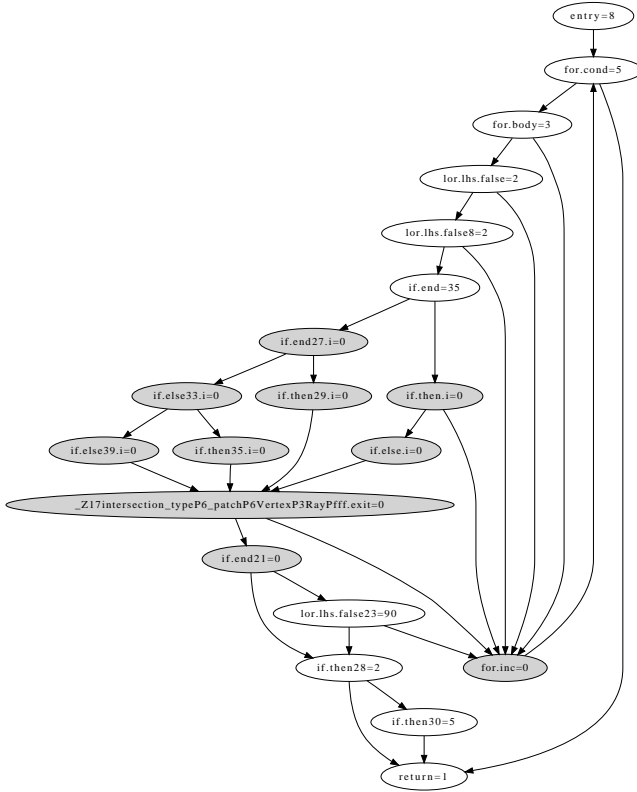 entry=8
for.cond=5
for.body=3
lor.lhs.false=2
lor.lhs.false8=2
if.end=35
if.end27.i=0
if.else33.i=0
if.then29.i=0
if.then.i=0
if.else39.i=0
if.then35.i=0
if.else.i=0
_Z17intersection_typeP6_patchP6VertexP3RayPfff.exit=0
if.end21=0
lor.lhs.false23=90
if.then28=2
for.inc=0
if.then30=5
return=1